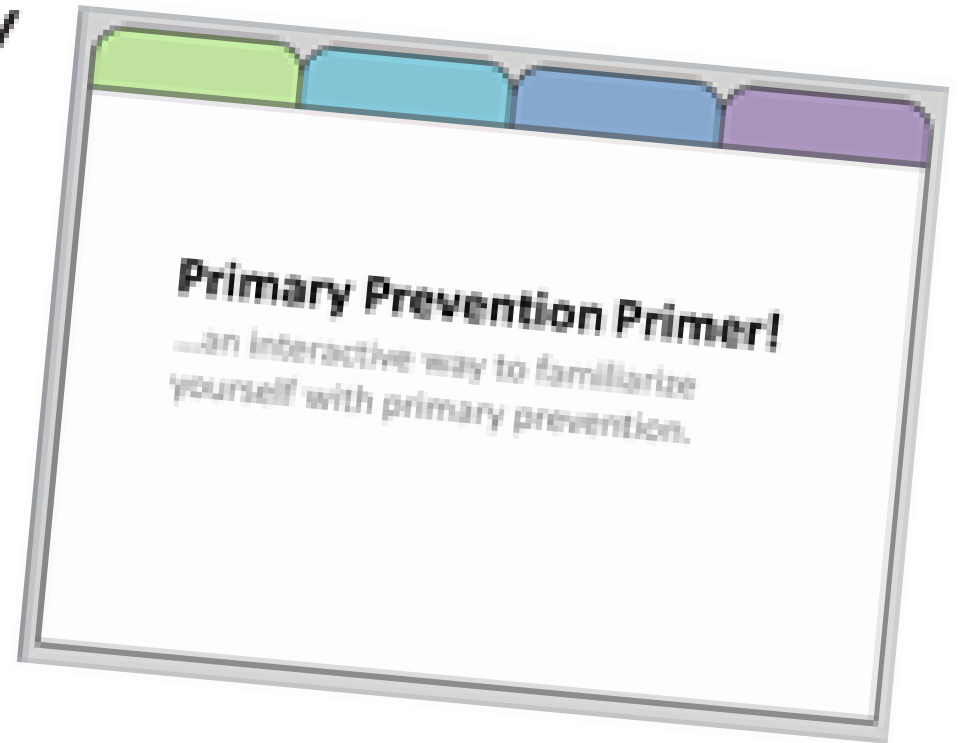 Primary Prevention Primer!
...an interactive way to familiarize
yourself with primary prevention.